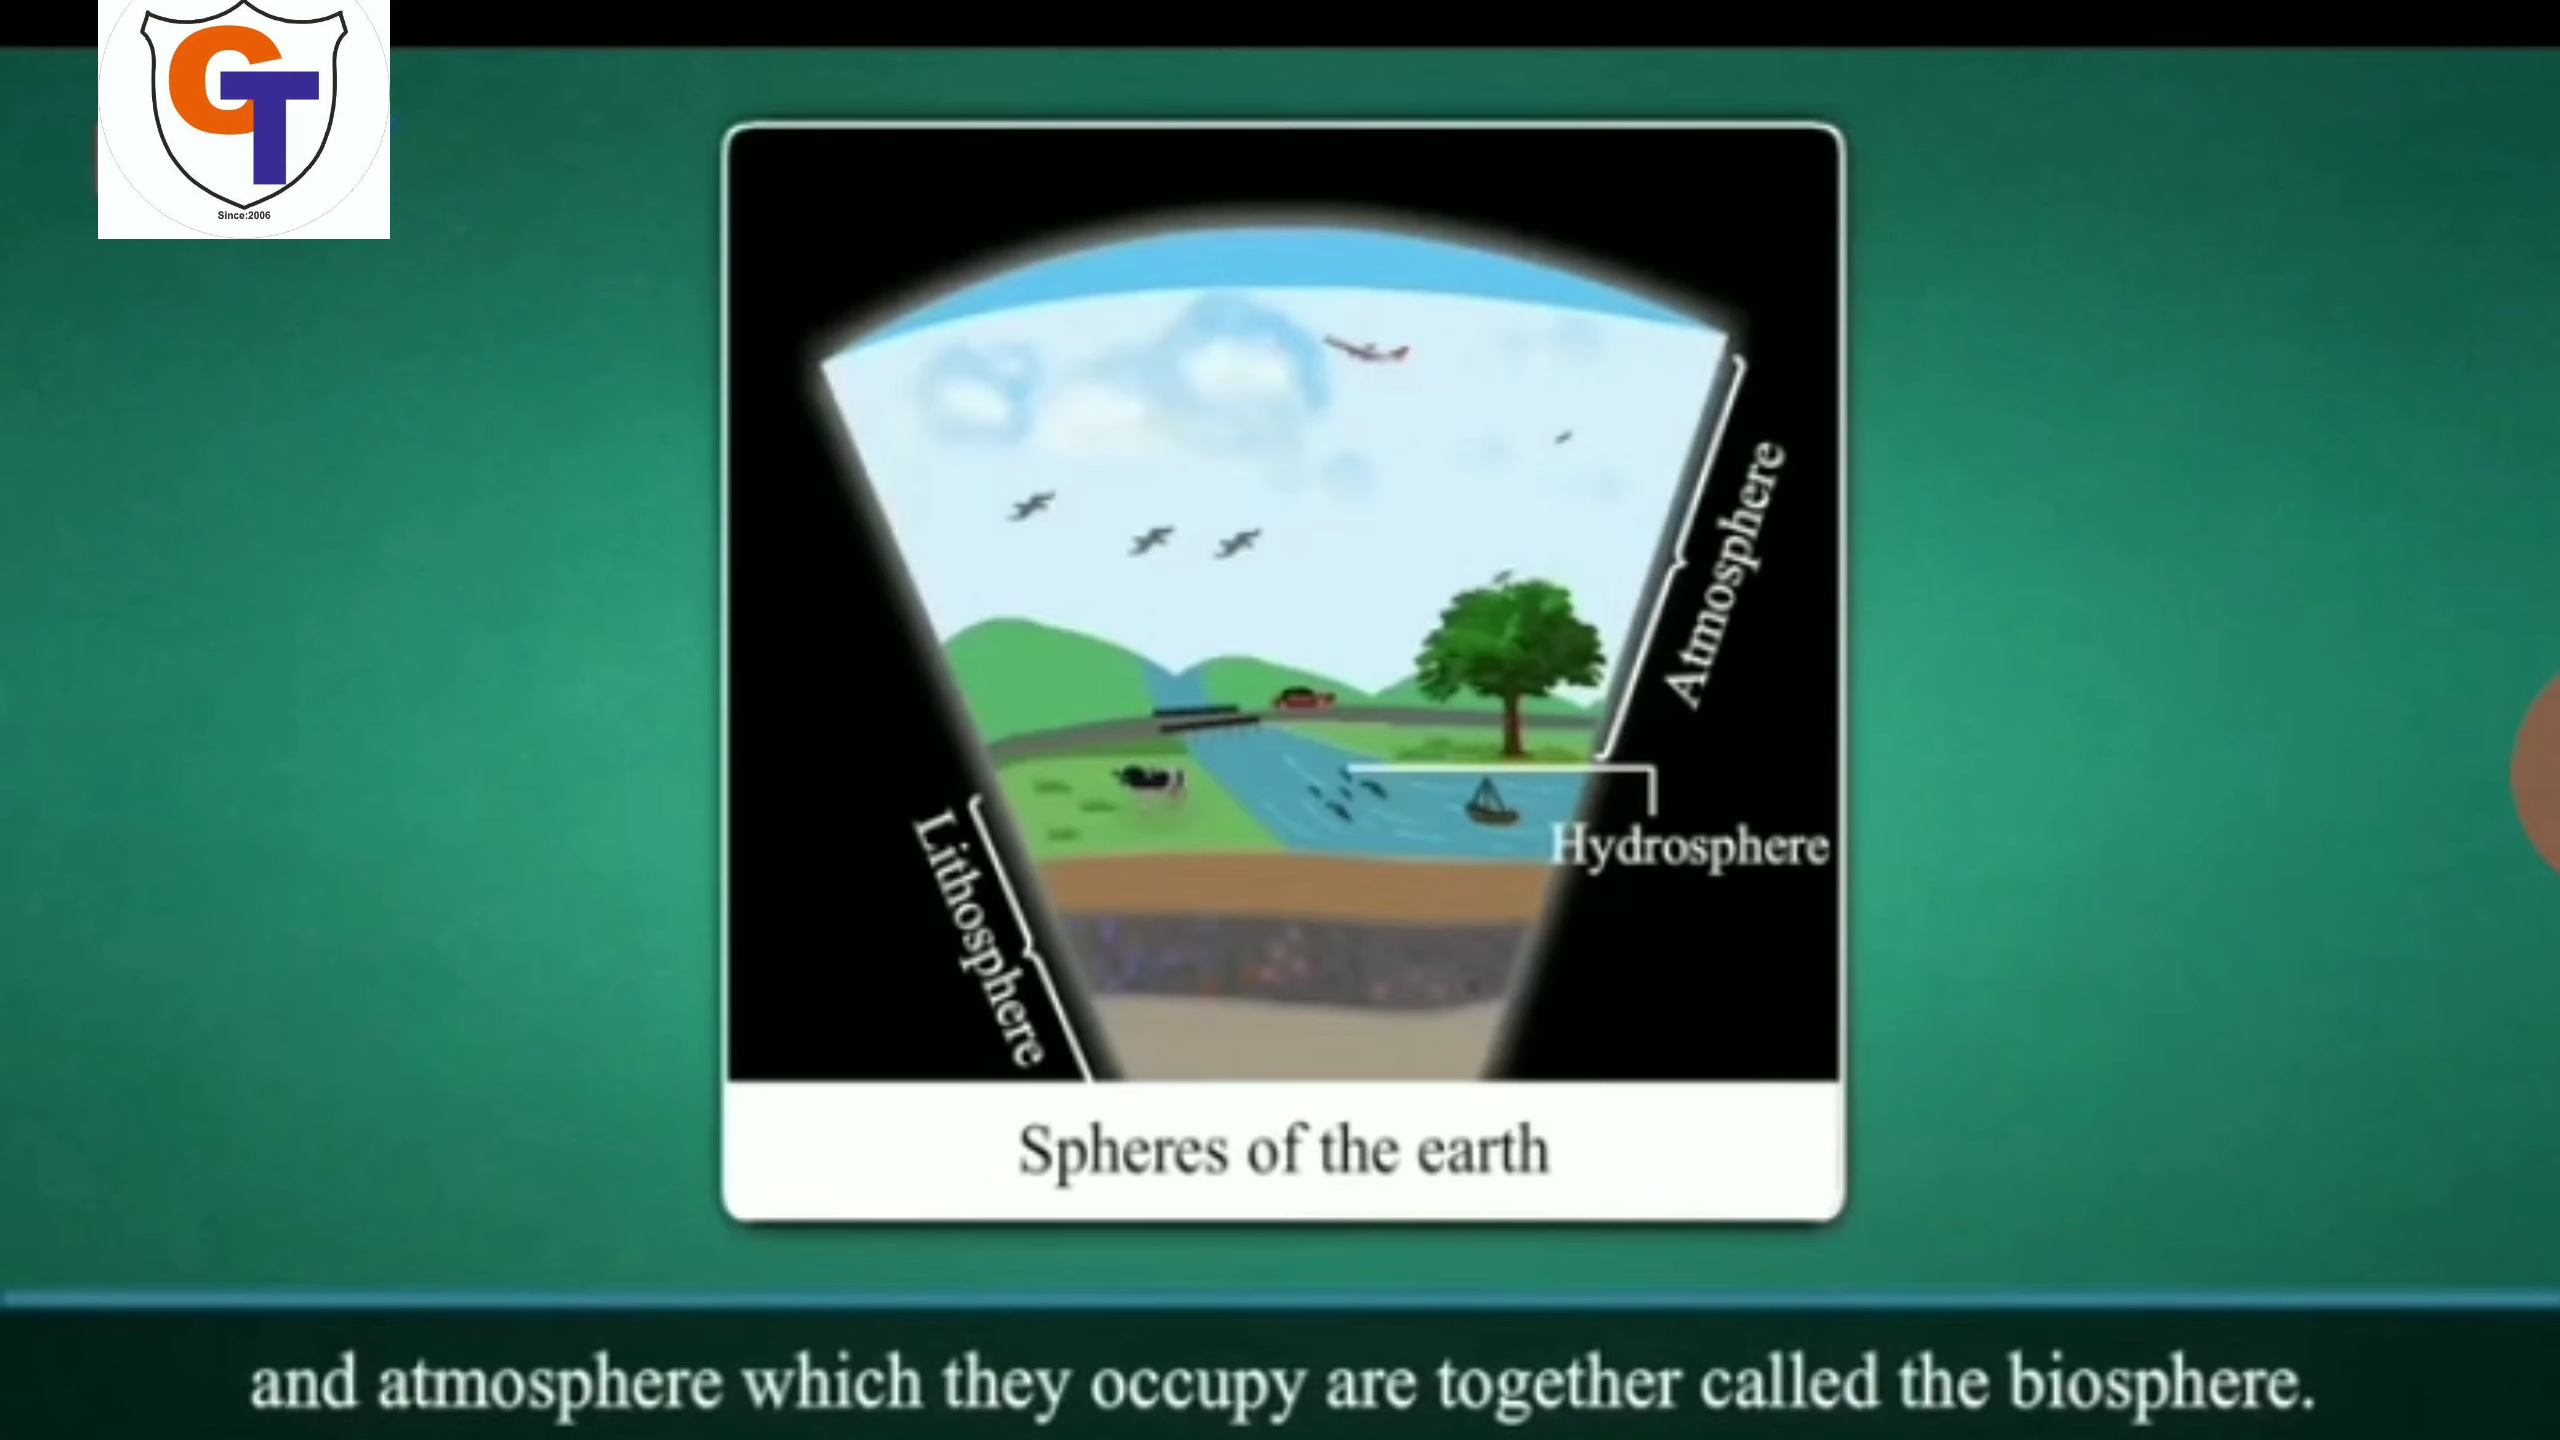 GT
Since:2006
Atmosphere
Hydrosphere
Lithosphere
Spheres of the earth
and atmosphere which they occupy are together called the biosphere.